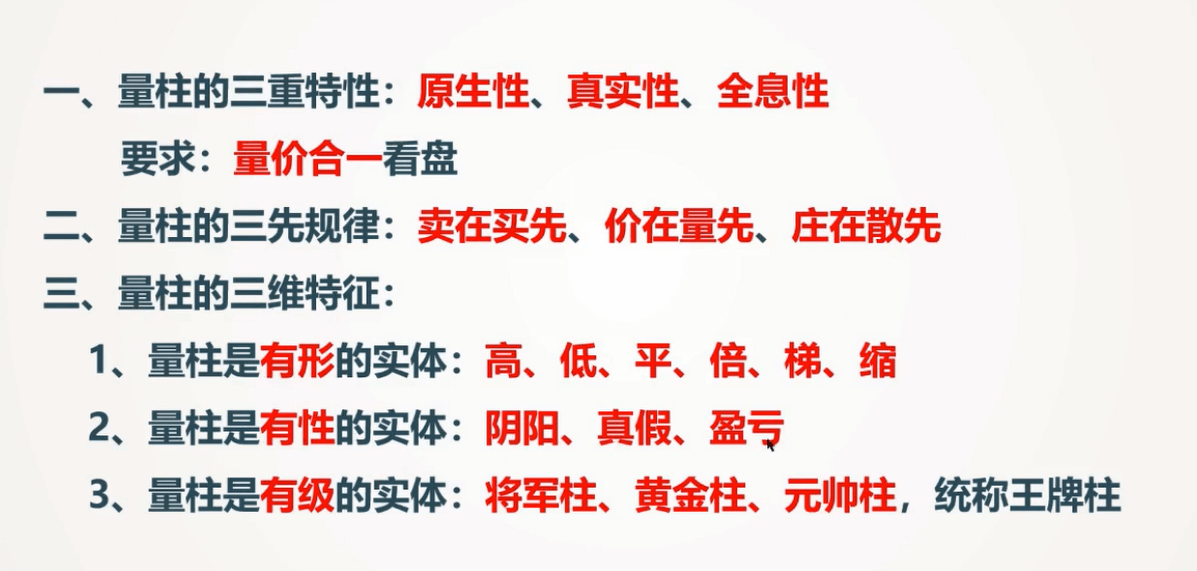 一、量柱的三重特性：原生性、真实性、全息性
要求：量价合一看盘
二、量柱的三先规律：卖在买先、价在量先、庄在散先
三、量柱的三维特征：
1、量柱是有形的实体：高、低、平、倍、梯、缩
2、量柱是有性的实体：阴阳、真假、盈亏
3、量柱是有级的实体：将军柱、黄金柱、元帅柱，统称王牌柱